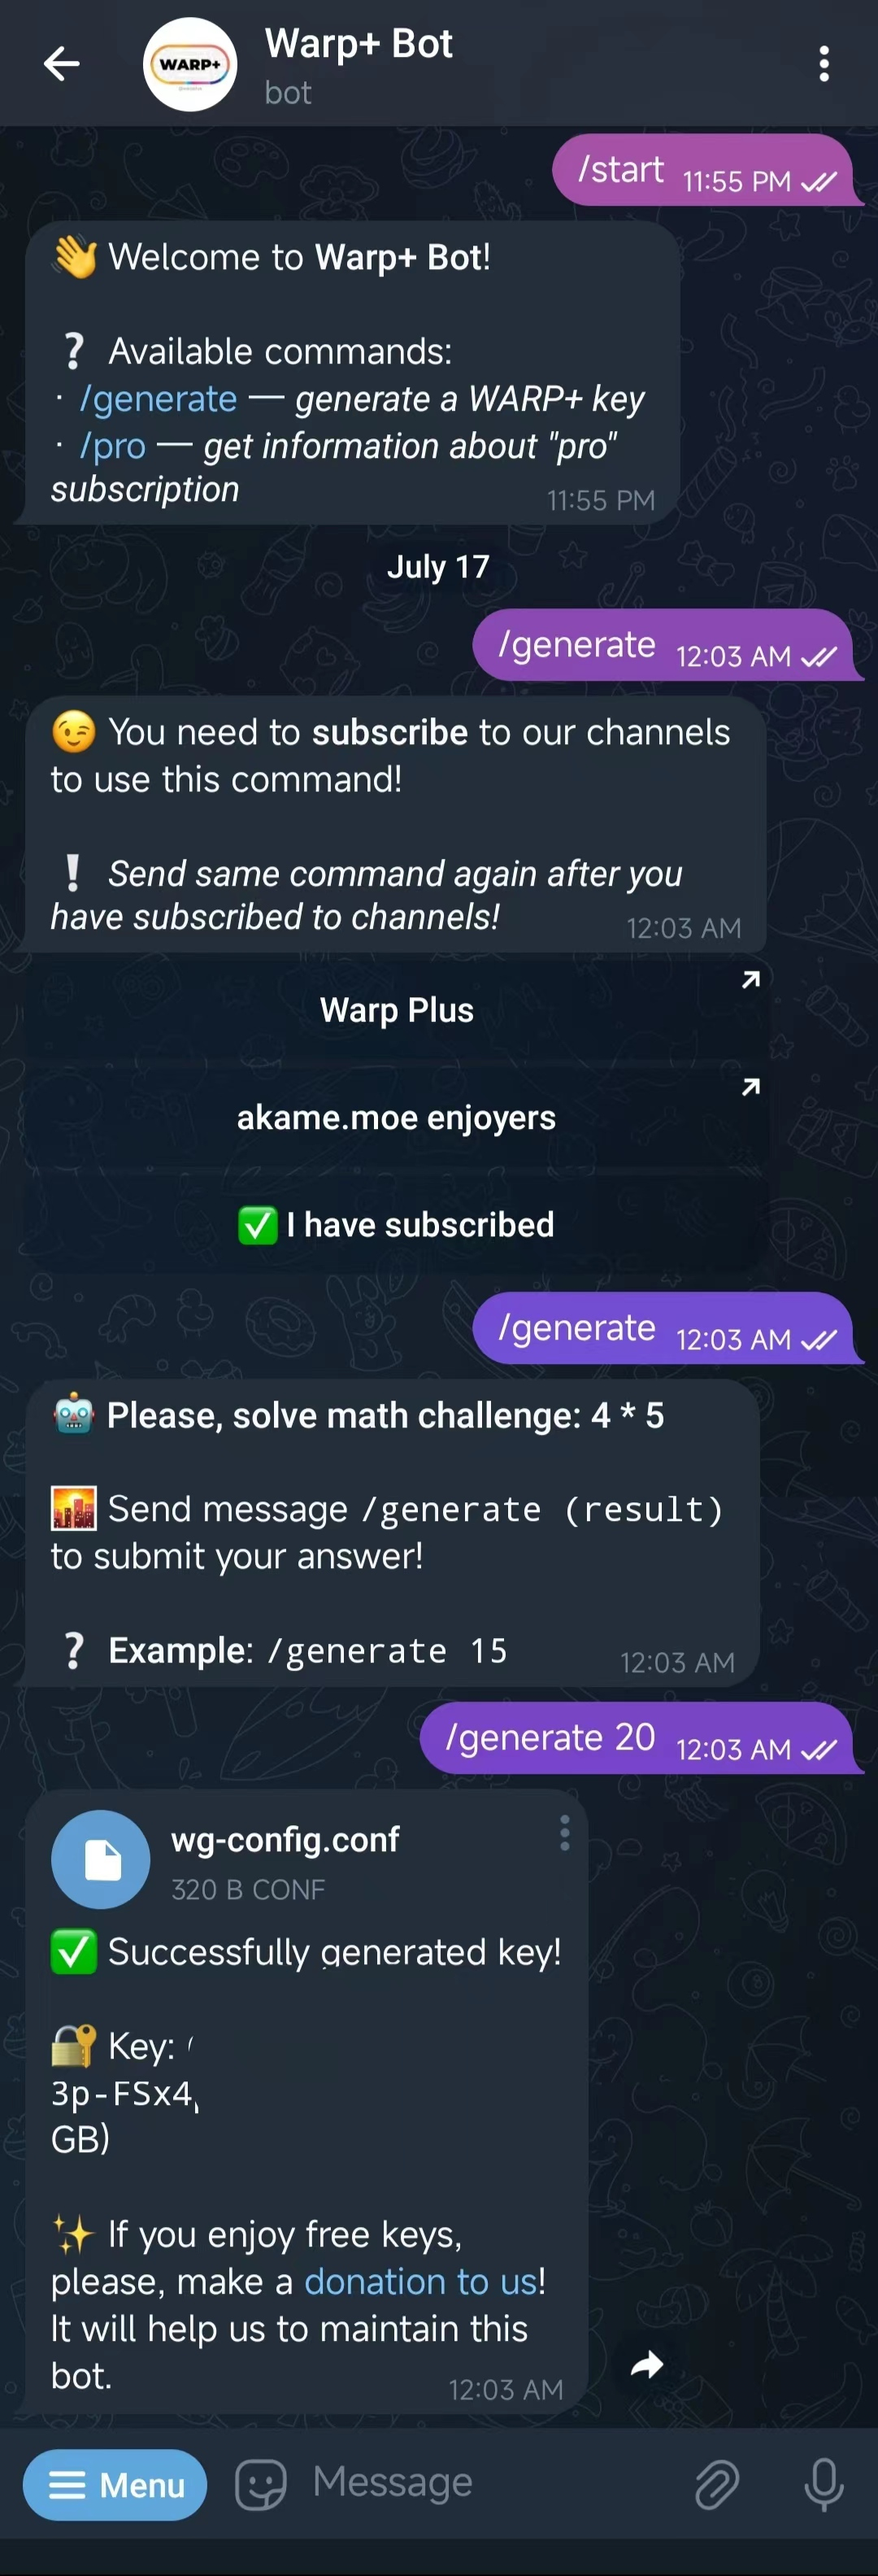 Warp+ Bot
bot
WARP+
/start 11:55 PM
👋 Welcome to Warp+ Bot!
❔ Available commands:
· /generate — generate a WARP+ key
· /pro — get information about "pro"
subscription 11:55 PM
July 17
/generate 12:03 AM
😉 You need to subscribe to our channels
to use this command!
❕ Send same command again after you
have subscribed to channels! 12:03 AM
Warp Plus
akame.moe enjoyers
✅ I have subscribed
/generate 12:03 AM
🤖 Please, solve math challenge: 4 * 5
🌇 Send message /generate (result)
to submit your answer!
❔ Example: /generate 15 12:03 AM
/generate 20 12:03 AM
wg-config.conf
320 B CONF
✅ Successfully generated key!
🔐 Key:
3p-FSx4
GB)
✨ If you enjoy free keys,
please, make a donation to us!
It will help us to maintain this
bot. 12:03 AM
Menu Message